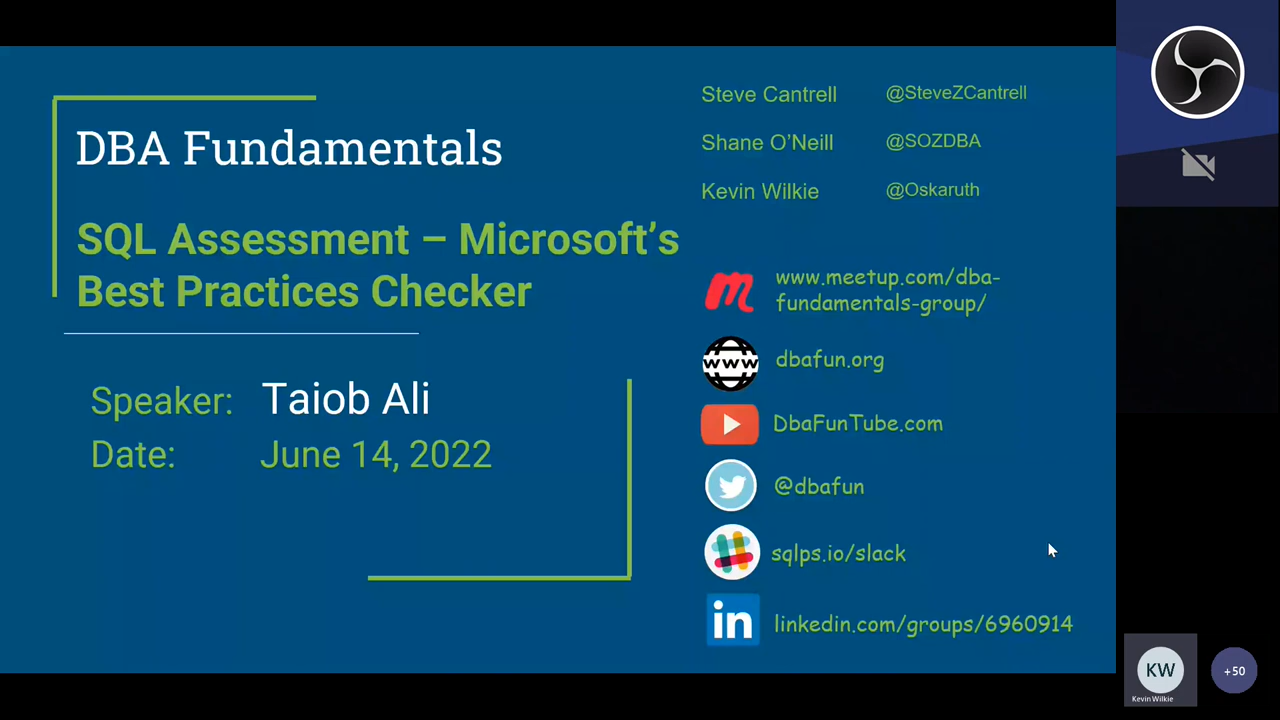 DBA Fundamentals
SQL Assessment – Microsoft’s
Best Practices Checker
Speaker: Taiob Ali
Date: June 14, 2022
Steve Cantrell @SteveZCantrell
Shane O’Neill @SOZDBA
Kevin Wilkie @Oskaruth
www.meetup.com/dba-
fundamentals-group/
www
dbafun.org
DbaFunTube.com
@dbafun
sqlps.io/slack
in
linkedin.com/groups/6960914
KW
Kevin Wilkie
+50